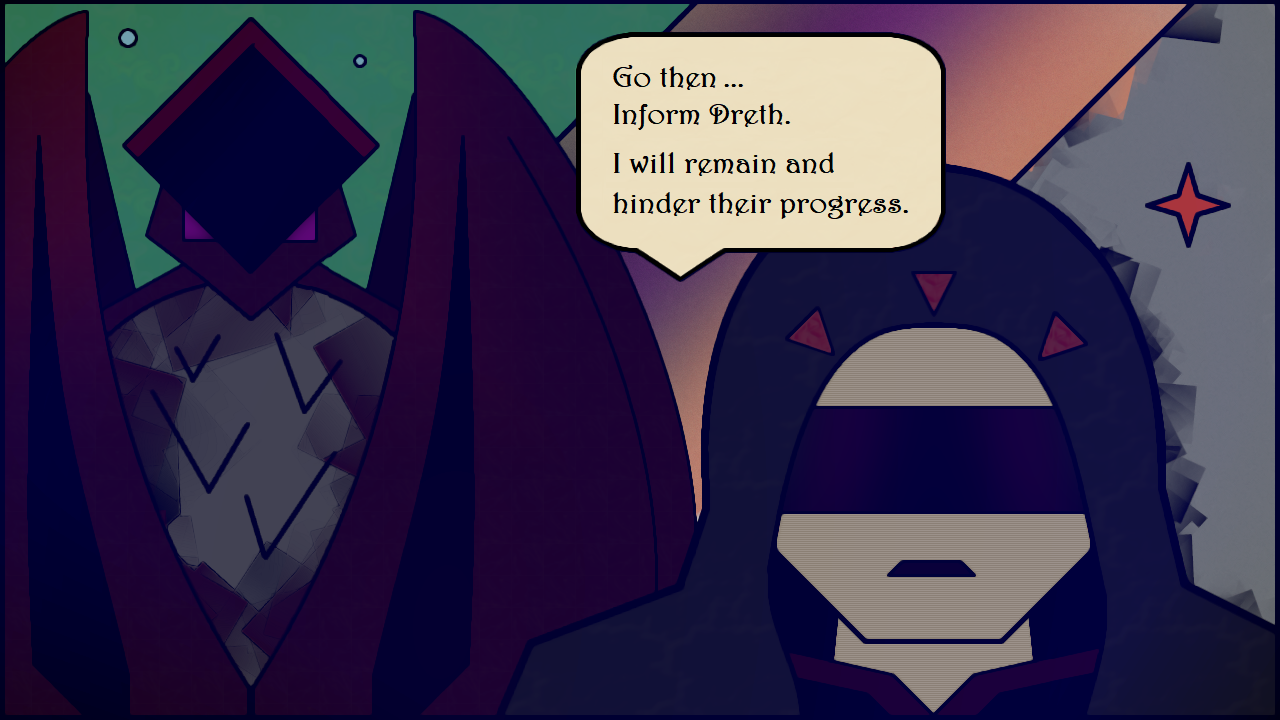 Go then ...
Inform Dreth.
I will remain and
hinder their progress.